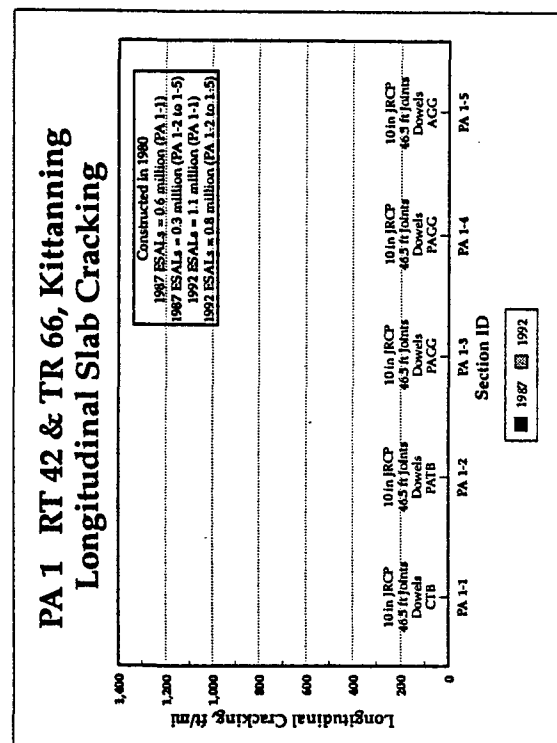 PA 1 RT 42 & TR 66, Kittanning
Longitudinal Slab Cracking
Longitudinal Cracking, ft/mi
1,400
1,200
1,000
800
600
400
200
0
Constructed in 1980
1987 ESALs = 0.6 million (PA 1-1)
1987 ESALs = 0.3 million (PA 1-2 to 1-5)
1992 ESALs = 1.1 million (PA 1-1)
1992 ESALs = 0.8 million (PA 1-2 to 1-5)
10 in JRCP
46.5 ft Joints
Dowels
CTB
PA 1-1
10 in JRCP
46.5 ft Joints
Dowels
PATB
PA 1-2
10 in JRCP
46.5 ft Joints
Dowels
PAGG
PA 1-3
10 in JRCP
46.5 ft Joints
Dowels
PAGG
PA 1-4
10 in JRCP
46.5 ft Joints
Dowels
AGG
PA 1-5
Section ID
1987 1992